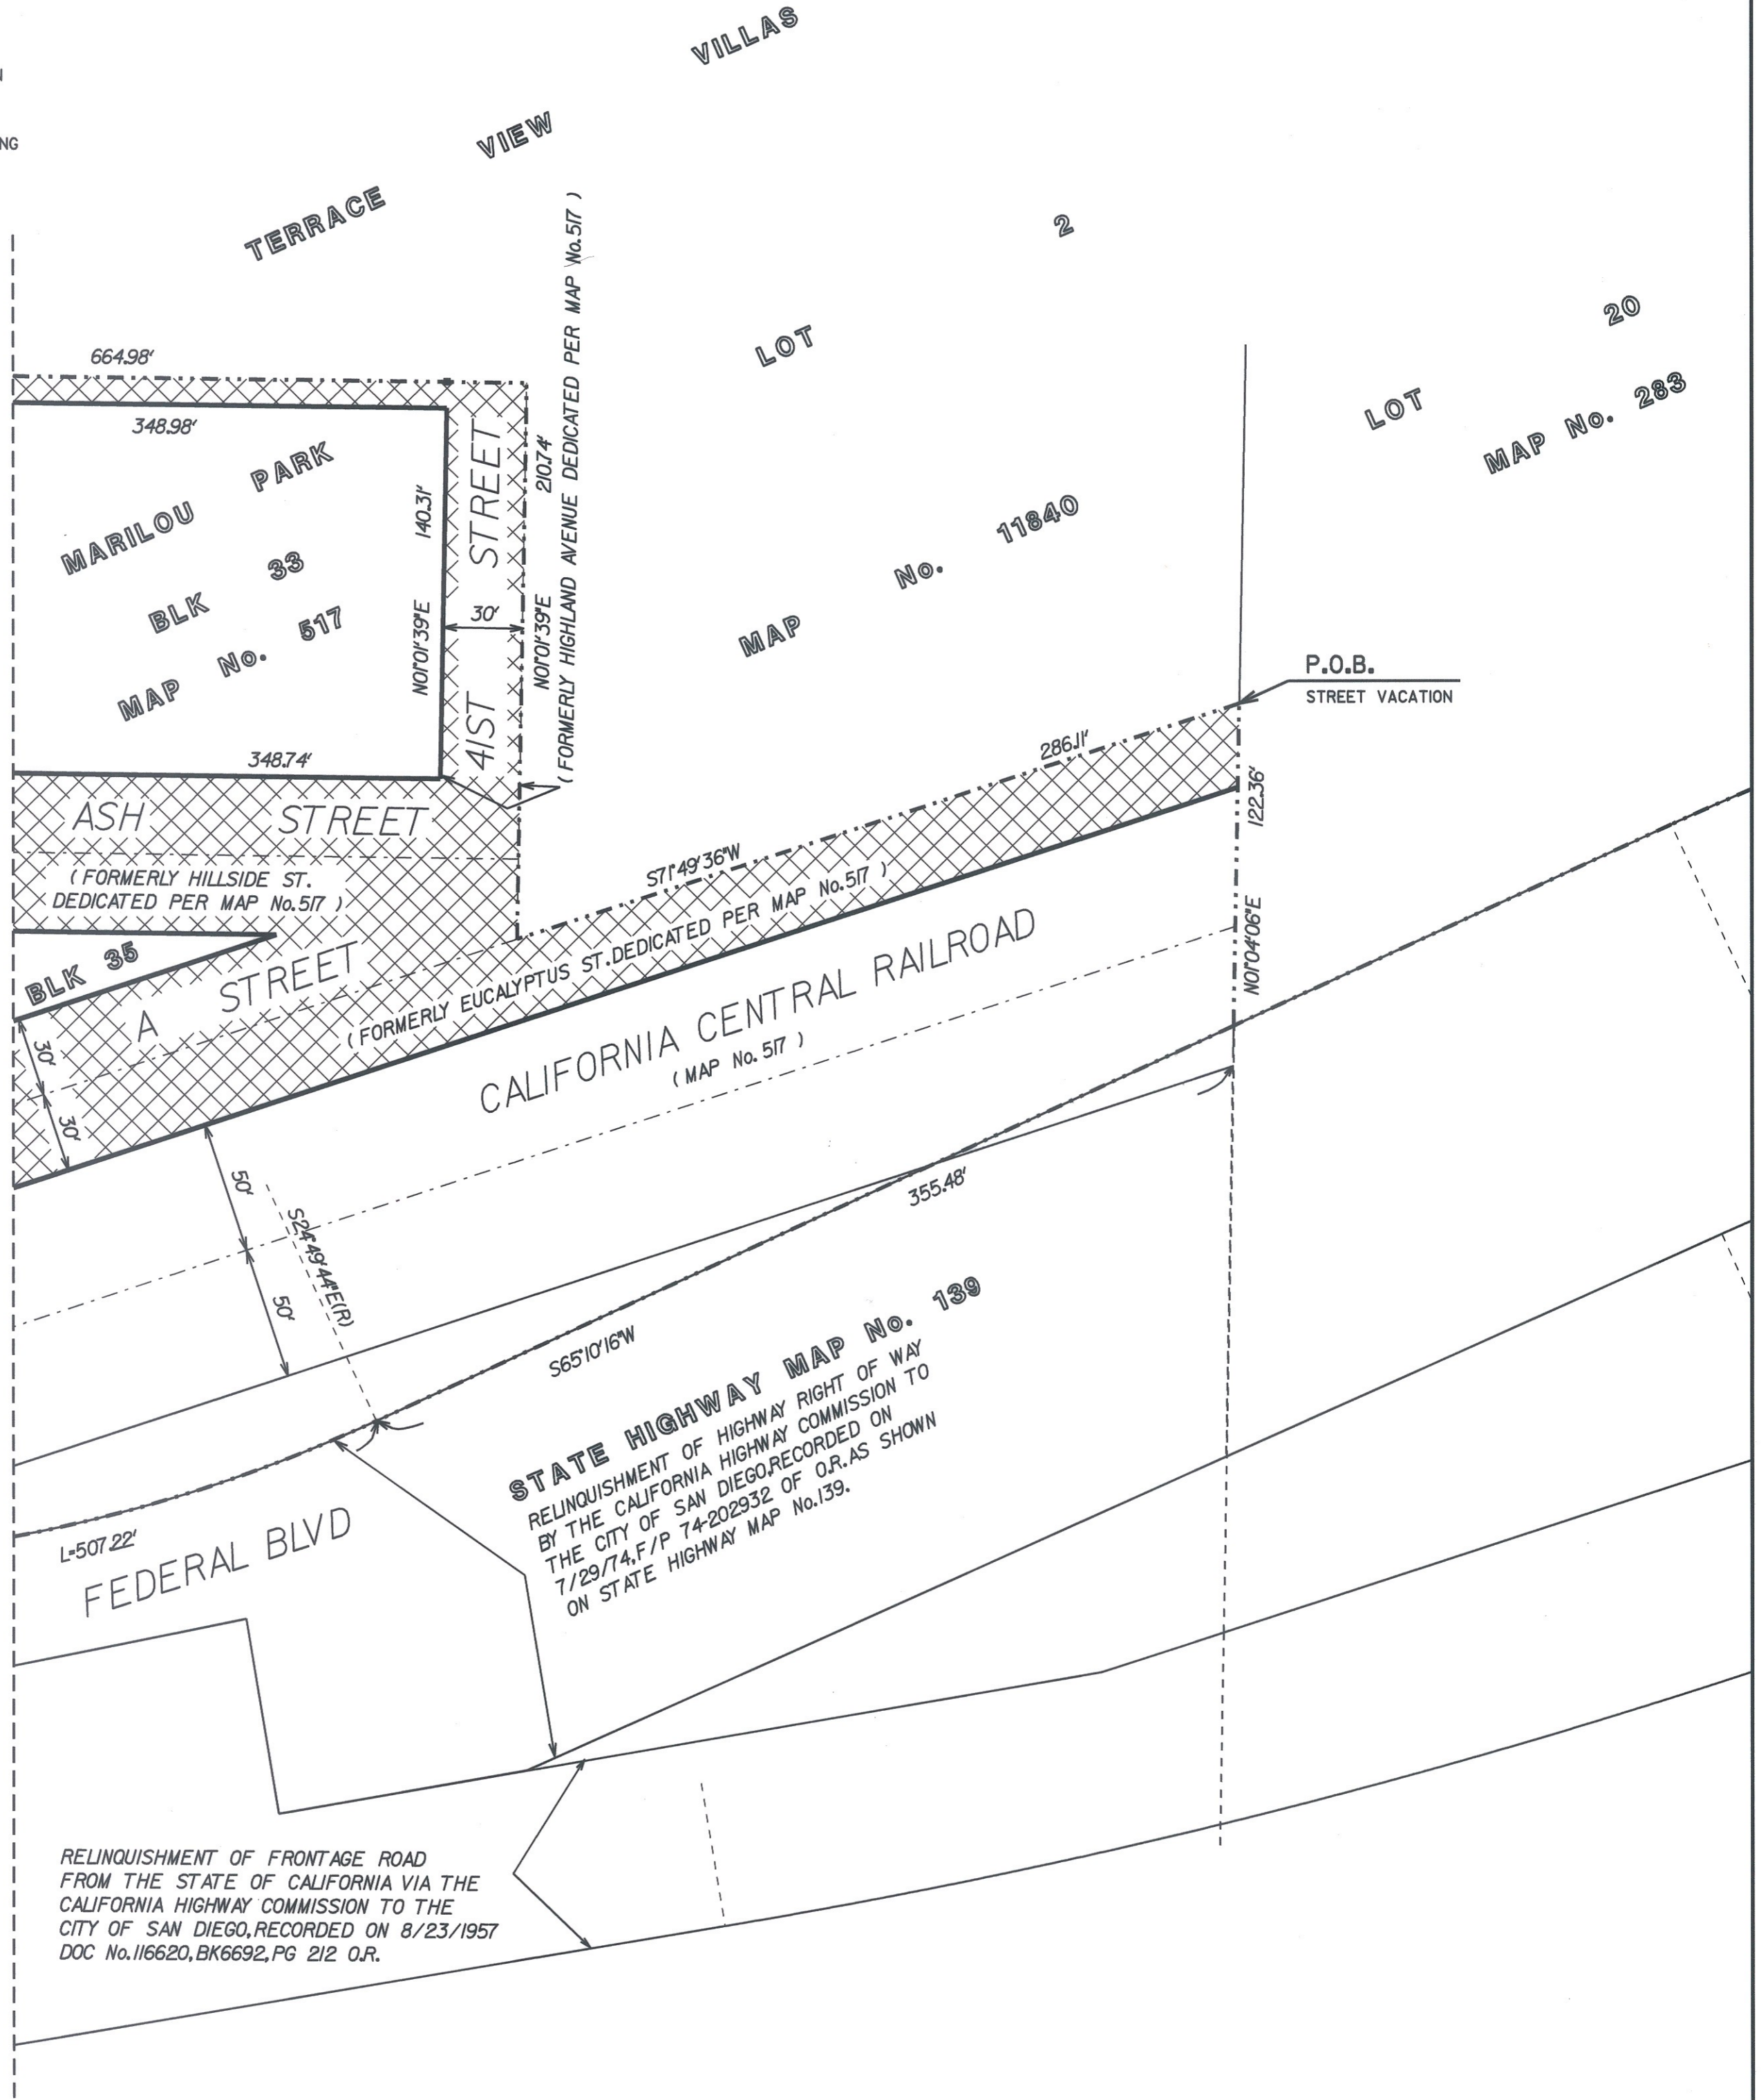 VILLAS
VIEW
TERRACE
NG
2
20
LOT
LOT
MAP No. 283
664.98'
348.98'
MARILOU PARK
BLK 33
MAP No. 517
140.31'
N01°01'39"E
STREET
30'
41ST
210.74'
N01°01'39"E
( FORMERLY HIGHLAND AVENUE DEDICATED PER MAP No. 517 )
MAP No. 11840
P.O.B.
STREET VACATION
348.74'
286.11'
S71°49'36"W
122.36'
N01°04'06"E
ASH STREET
( FORMERLY HILLSIDE ST.
DEDICATED PER MAP No. 517 )
BLK 35
A STREET
( FORMERLY EUCALYPTUS ST. DEDICATED PER MAP No. 517 )
30'
30'
CALIFORNIA CENTRAL RAILROAD
( MAP No. 517 )
50'
50'
S24°49'44"E(R)
355.48'
S65°10'16"W
STATE HIGHWAY MAP No. 139
RELINQUISHMENT OF HIGHWAY RIGHT OF WAY
BY THE CALIFORNIA HIGHWAY COMMISSION TO
THE CITY OF SAN DIEGO,RECORDED ON
7/29/74,F/P 74-202932 OF O.R.AS SHOWN
ON STATE HIGHWAY MAP No.139.
L=507.22'
FEDERAL BLVD
RELINQUISHMENT OF FRONTAGE ROAD
FROM THE STATE OF CALIFORNIA VIA THE
CALIFORNIA HIGHWAY COMMISSION TO THE
CITY OF SAN DIEGO,RECORDED ON 8/23/1957
DOC No.116620,BK6692,PG 212 O.R.